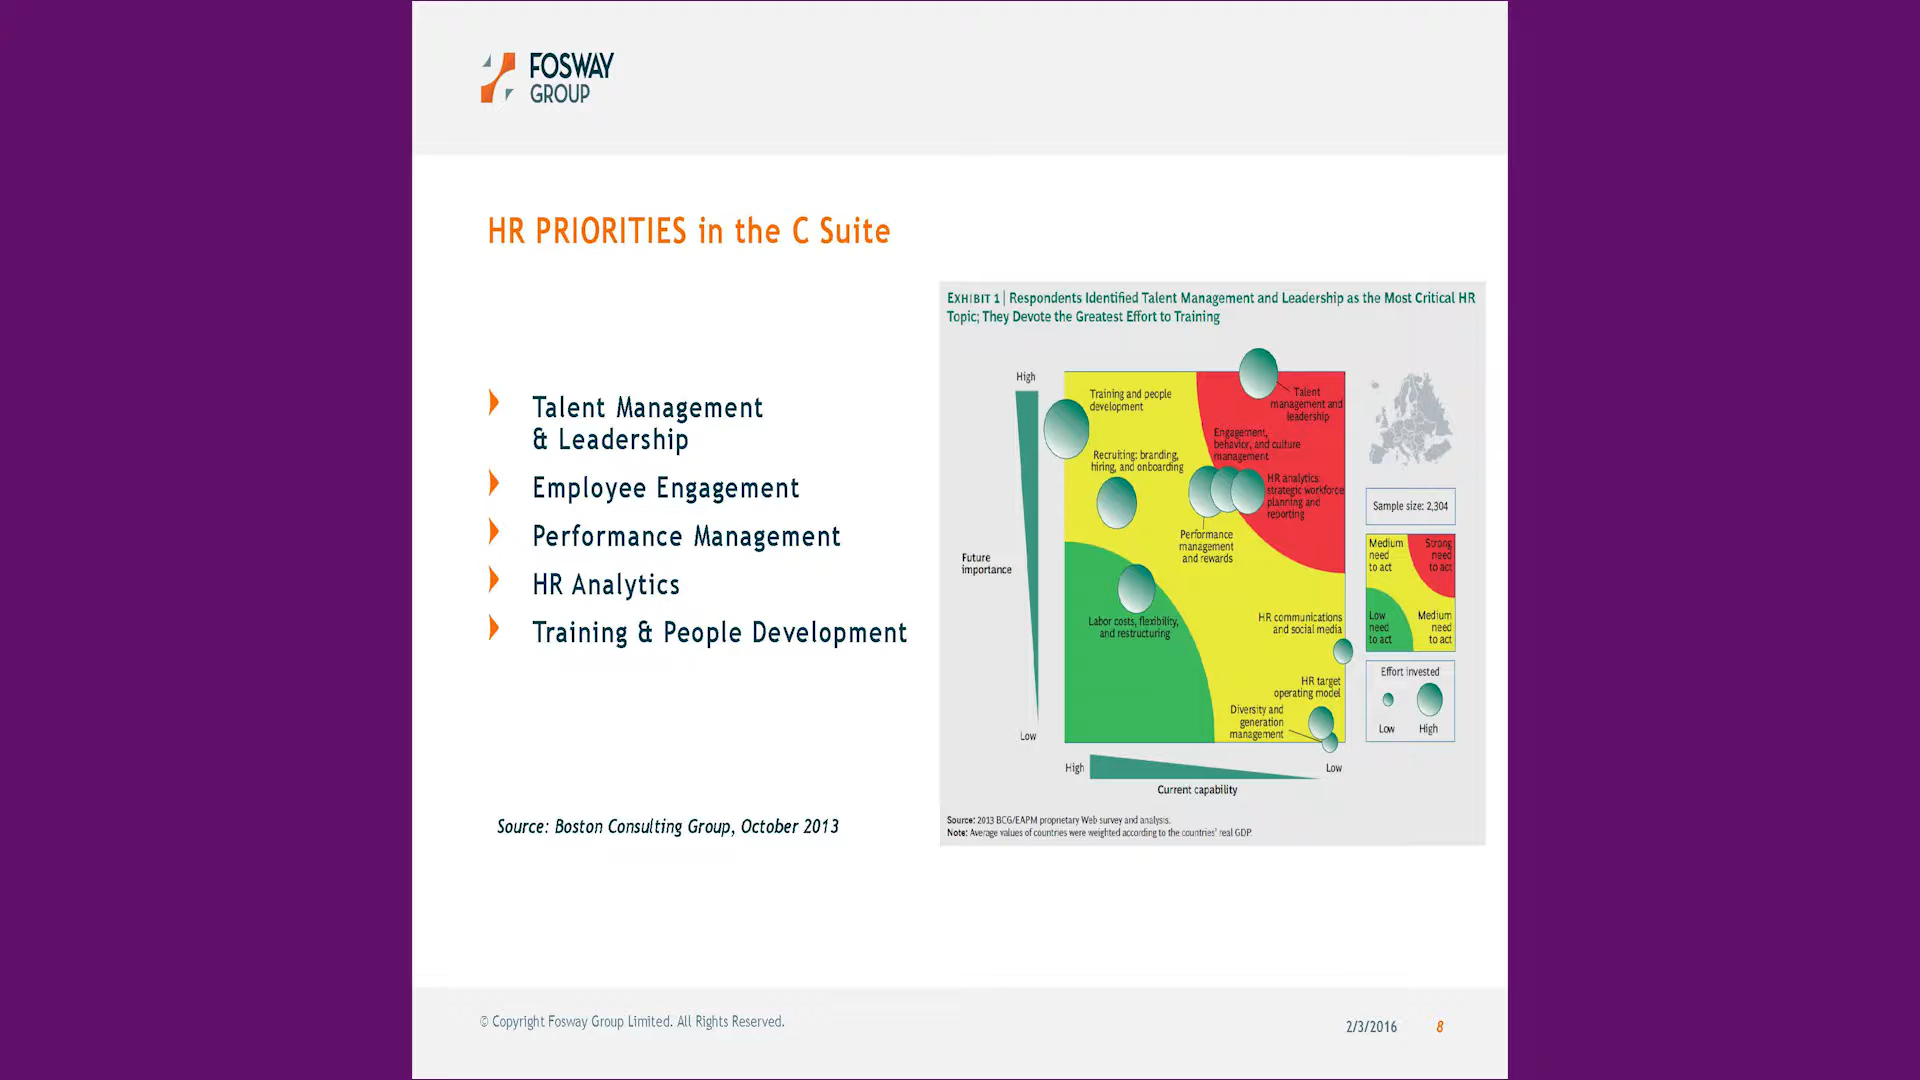 FOSWAY
GROUP
HR PRIORITIES in the C Suite
Talent Management
& Leadership
Employee Engagement
Performance Management
HR Analytics
Training & People Development
Source: Boston Consulting Group, October 2013
EXHIBIT 1 | Respondents Identified Talent Management and Leadership as the Most Critical HR
Topic; They Devote the Greatest Effort to Training
High
Future
importance
Low
Training and people
development
Talent
management and
leadership
Engagement,
behavior, and culture
management
Recruiting: branding,
hiring, and onboarding
HR analytics:
strategic workforce
planning and
reporting
Performance
management
and rewards
Labor costs, flexibility,
and restructuring
HR communications
and social media
HR target
operating model
Diversity and
generation
management
High
Low
Current capability
Sample size: 2,304
Medium
need
to act
Strong
need
to act
Low
need
to act
Medium
need
to act
Effort invested
Low
High
Source: 2013 BCG/EAPM proprietary Web survey and analysis.
Note: Average values of countries were weighted according to the countries' real GDP.
© Copyright Fosway Group Limited. All Rights Reserved.
2/3/2016
8